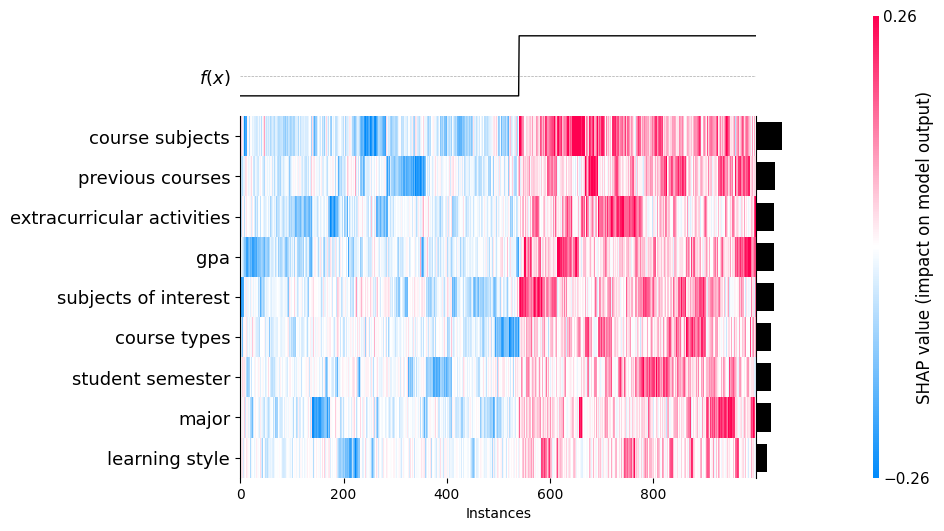 0.26
f(x)
course subjects
previous courses
extracurricular activities
gpa
subjects of interest
course types
student semester
major
learning style
0 200 400 600 800
Instances
−0.26
SHAP value (impact on model output)